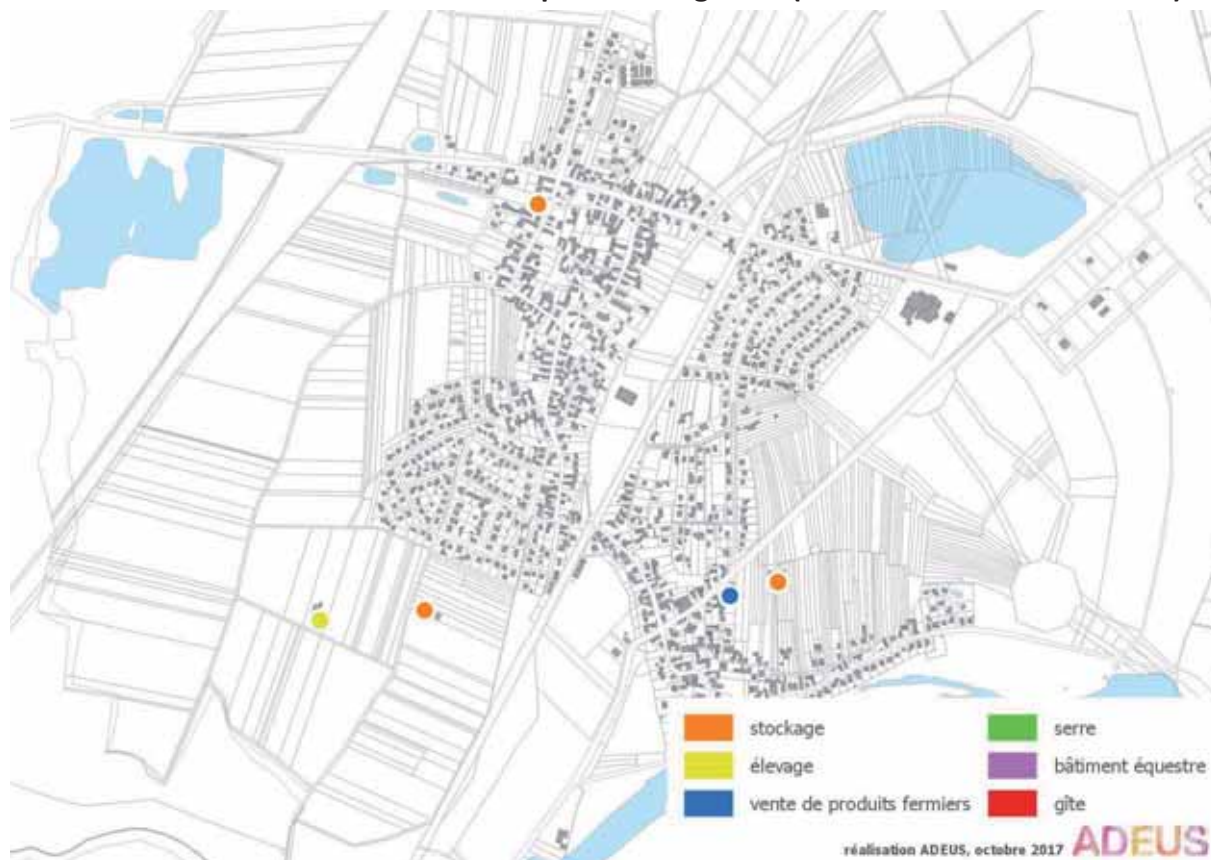 stockage
élevage
vente de produits fermiers
serre
bâtiment équestre
gîte
réalisation ADEUS, octobre 2017 ADEUS